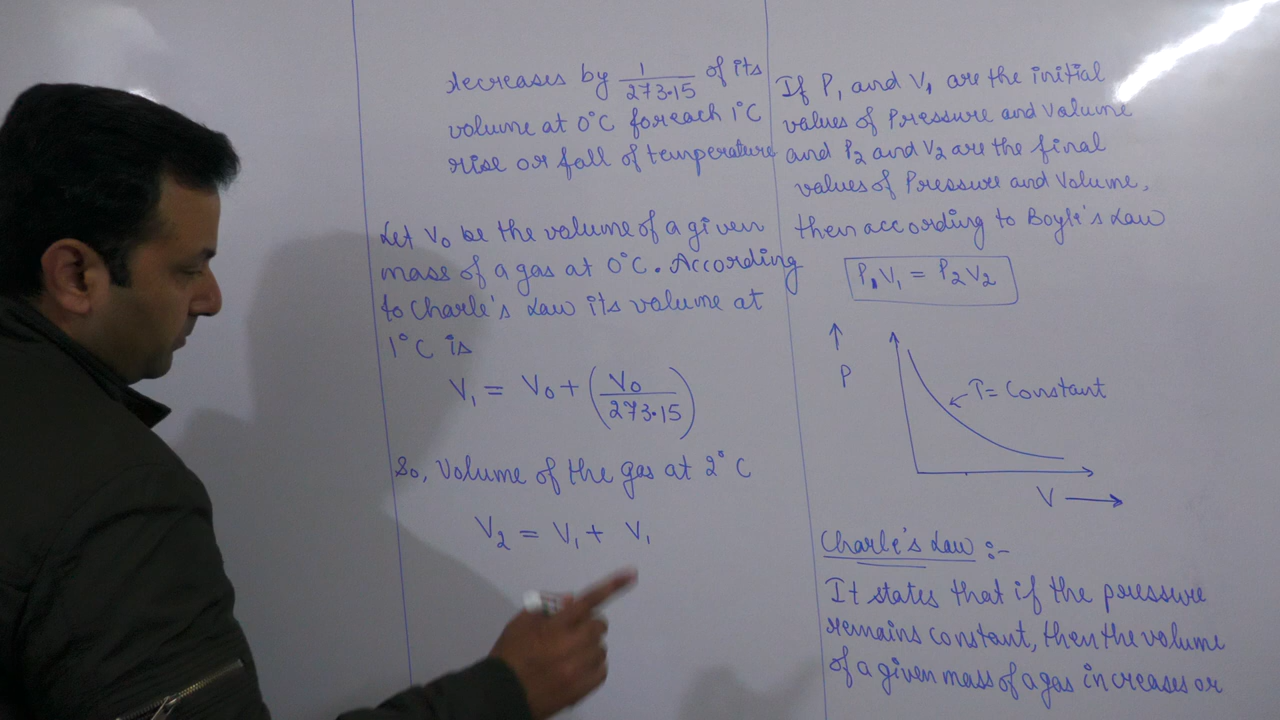 decreases by 1/273.15 of its
volume at 0°C for each 1°C
rise or fall of temperature
Let V₀ be the volume of a given
mass of a gas at 0°C. According
to Charle's Law its volume at
1°C is
V₁ = V₀ + (V₀/273.15)
So, Volume of the gas at 2°C
V₂ = V₁ + V₁
If P₁ and V₁ are the initial
values of Pressure and Volume
and P₂ and V₂ are the final
values of Pressure and Volume,
then according to Boyle's Law
P₁V₁ = P₂V₂
↑
P
T = Constant
V →
Charle's Law :-
It states that if the pressure
remains constant, then the volume
of a given mass of a gas increases or